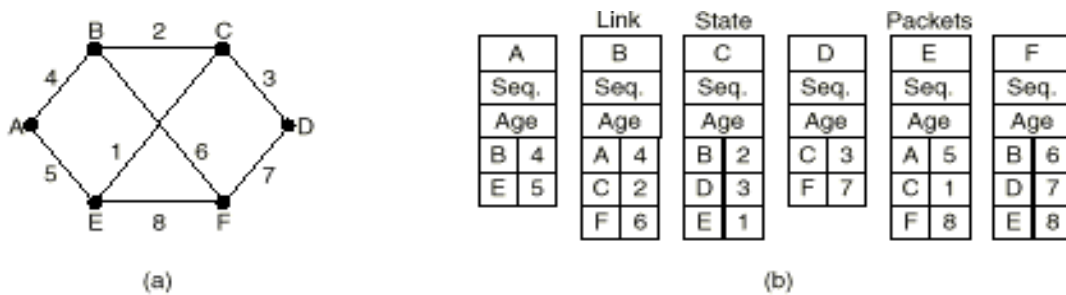 Link State Packets
B 2 C
4 3
A D
1 6
5 7
E 8 F
(a)
A B C D E F
Seq. Seq. Seq. Seq. Seq. Seq.
Age Age Age Age Age Age
B 4 A 4 B 2 C 3 A 5 B 6
E 5 C 2 D 3 F 7 C 1 D 7
F 6 E 1 F 8 E 8
(b)